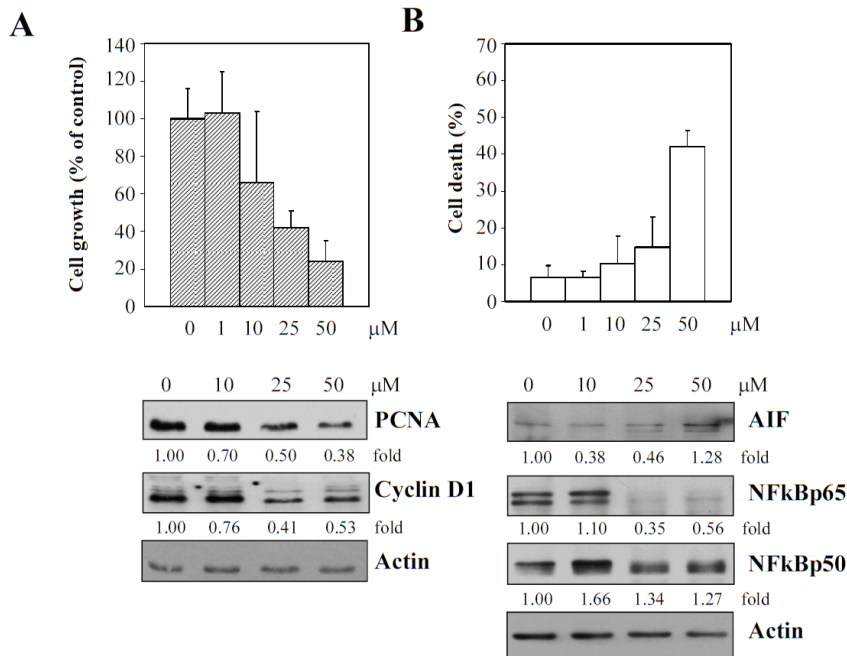 A
Cell growth (% of control)
140
120
100
80
60
40
20
0
0 1 10 25 50 μM
0 10 25 50 μM
PCNA
1.00 0.70 0.50 0.38 fold
Cyclin D1
1.00 0.76 0.41 0.53 fold
Actin
B
Cell death (%)
70
60
50
40
30
20
10
0
0 1 10 25 50 μM
0 10 25 50 μM
AIF
1.00 0.38 0.46 1.28 fold
NFkBp65
1.00 1.10 0.35 0.56 fold
NFkBp50
1.00 1.66 1.34 1.27 fold
Actin